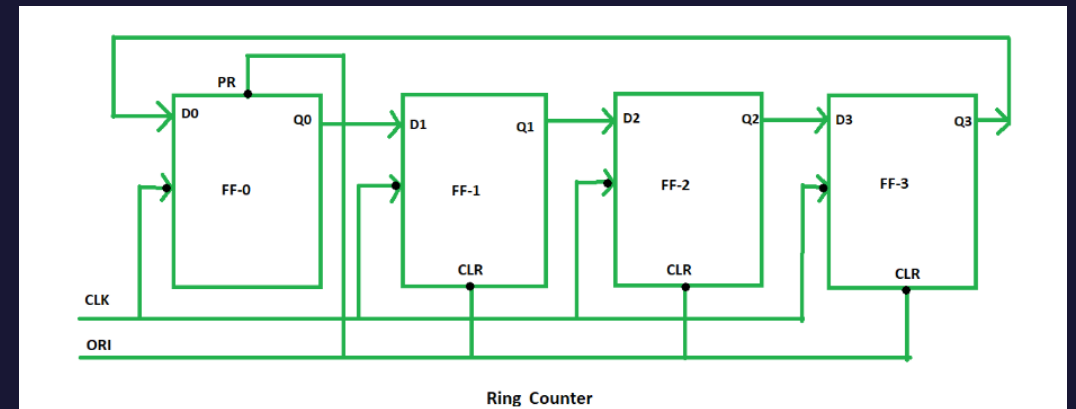 PR
D0 Q0 D1 Q1 D2 Q2 D3 Q3
FF-0 FF-1 FF-2 FF-3
CLR CLR CLR
CLK
ORI
Ring Counter